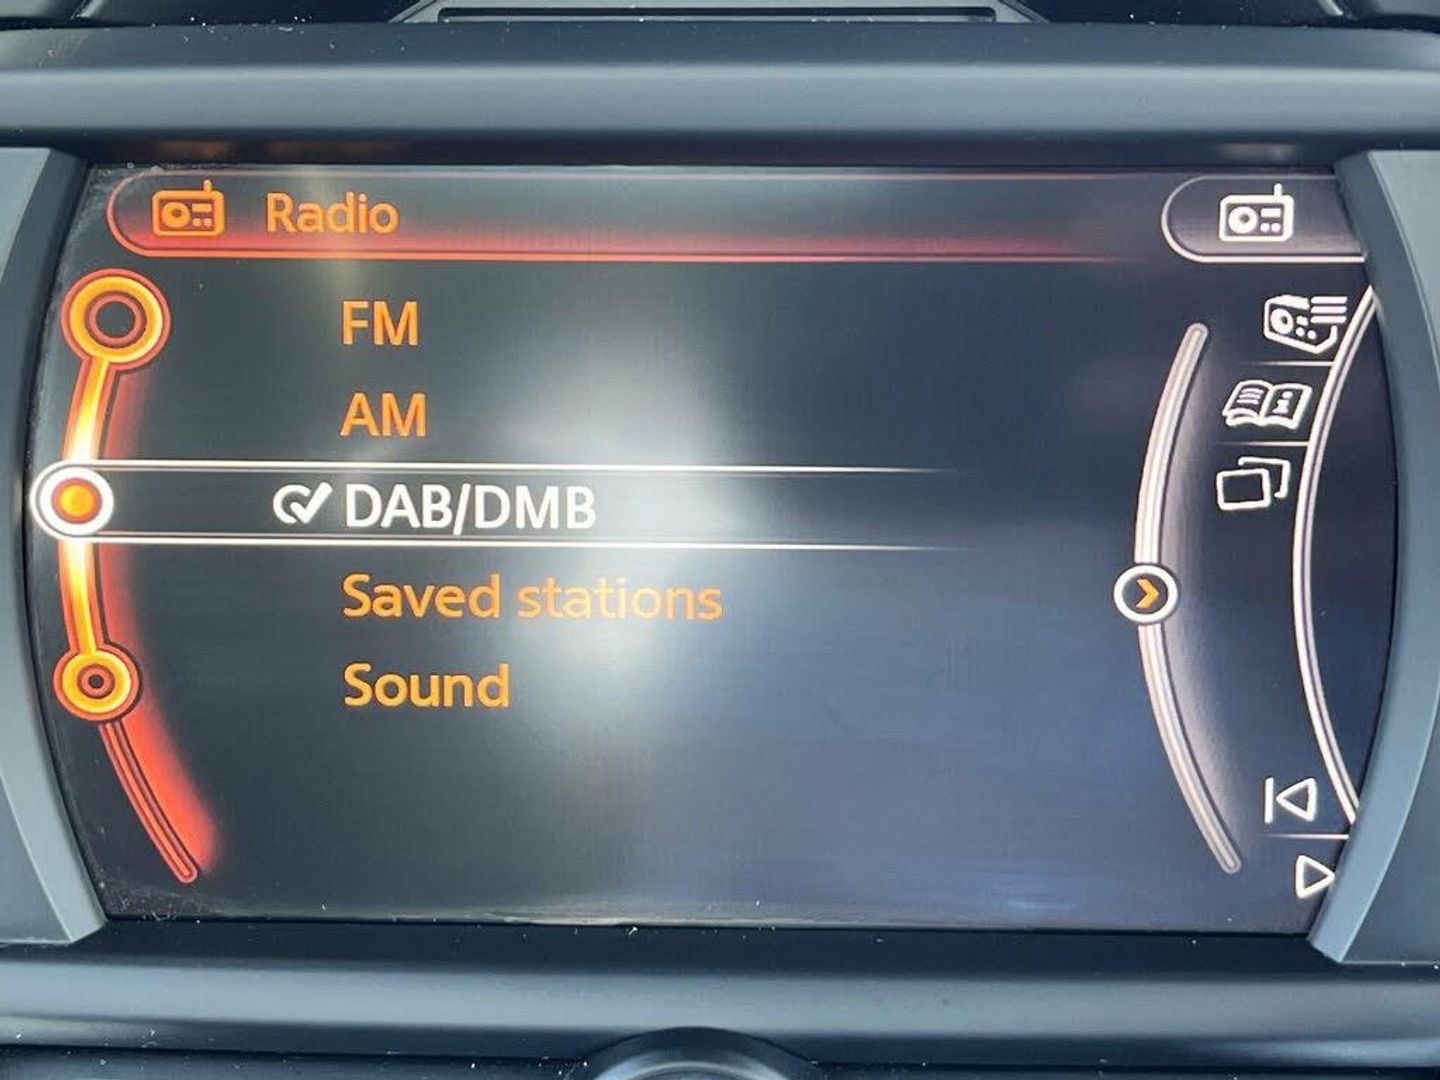 Radio
FM
AM
DAB/DMB
Saved stations
Sound